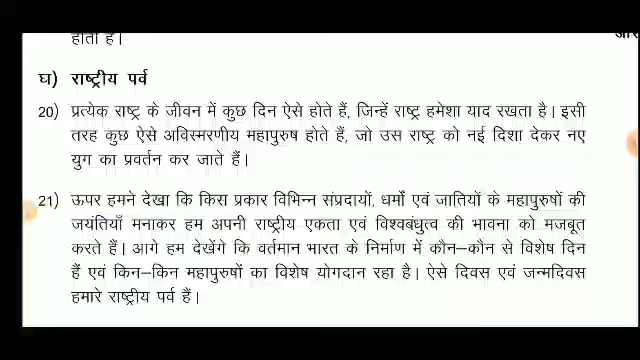 होता है।
घ) राष्ट्रीय पर्व
20) प्रत्येक राष्ट्र के जीवन में कुछ दिन ऐसे होते हैं, जिन्हें राष्ट्र हमेशा याद रखता है। इसी
तरह कुछ ऐसे अविस्मरणीय महापुरुष होते हैं, जो उस राष्ट्र को नई दिशा देकर नए
युग का प्रवर्तन कर जाते हैं।
21) ऊपर हमने देखा कि किस प्रकार विभिन्न संप्रदायों, धर्मों एवं जातियों के महापुरुषों की
जयंतियाँ मनाकर हम अपनी राष्ट्रीय एकता एवं विश्वबंधुत्व की भावना को मजबूत
करते हैं। आगे हम देखेंगे कि वर्तमान भारत के निर्माण में कौन–कौन से विशेष दिन
हैं एवं किन–किन महापुरुषों का विशेष योगदान रहा है। ऐसे दिवस एवं जन्मदिवस
हमारे राष्ट्रीय पर्व हैं।